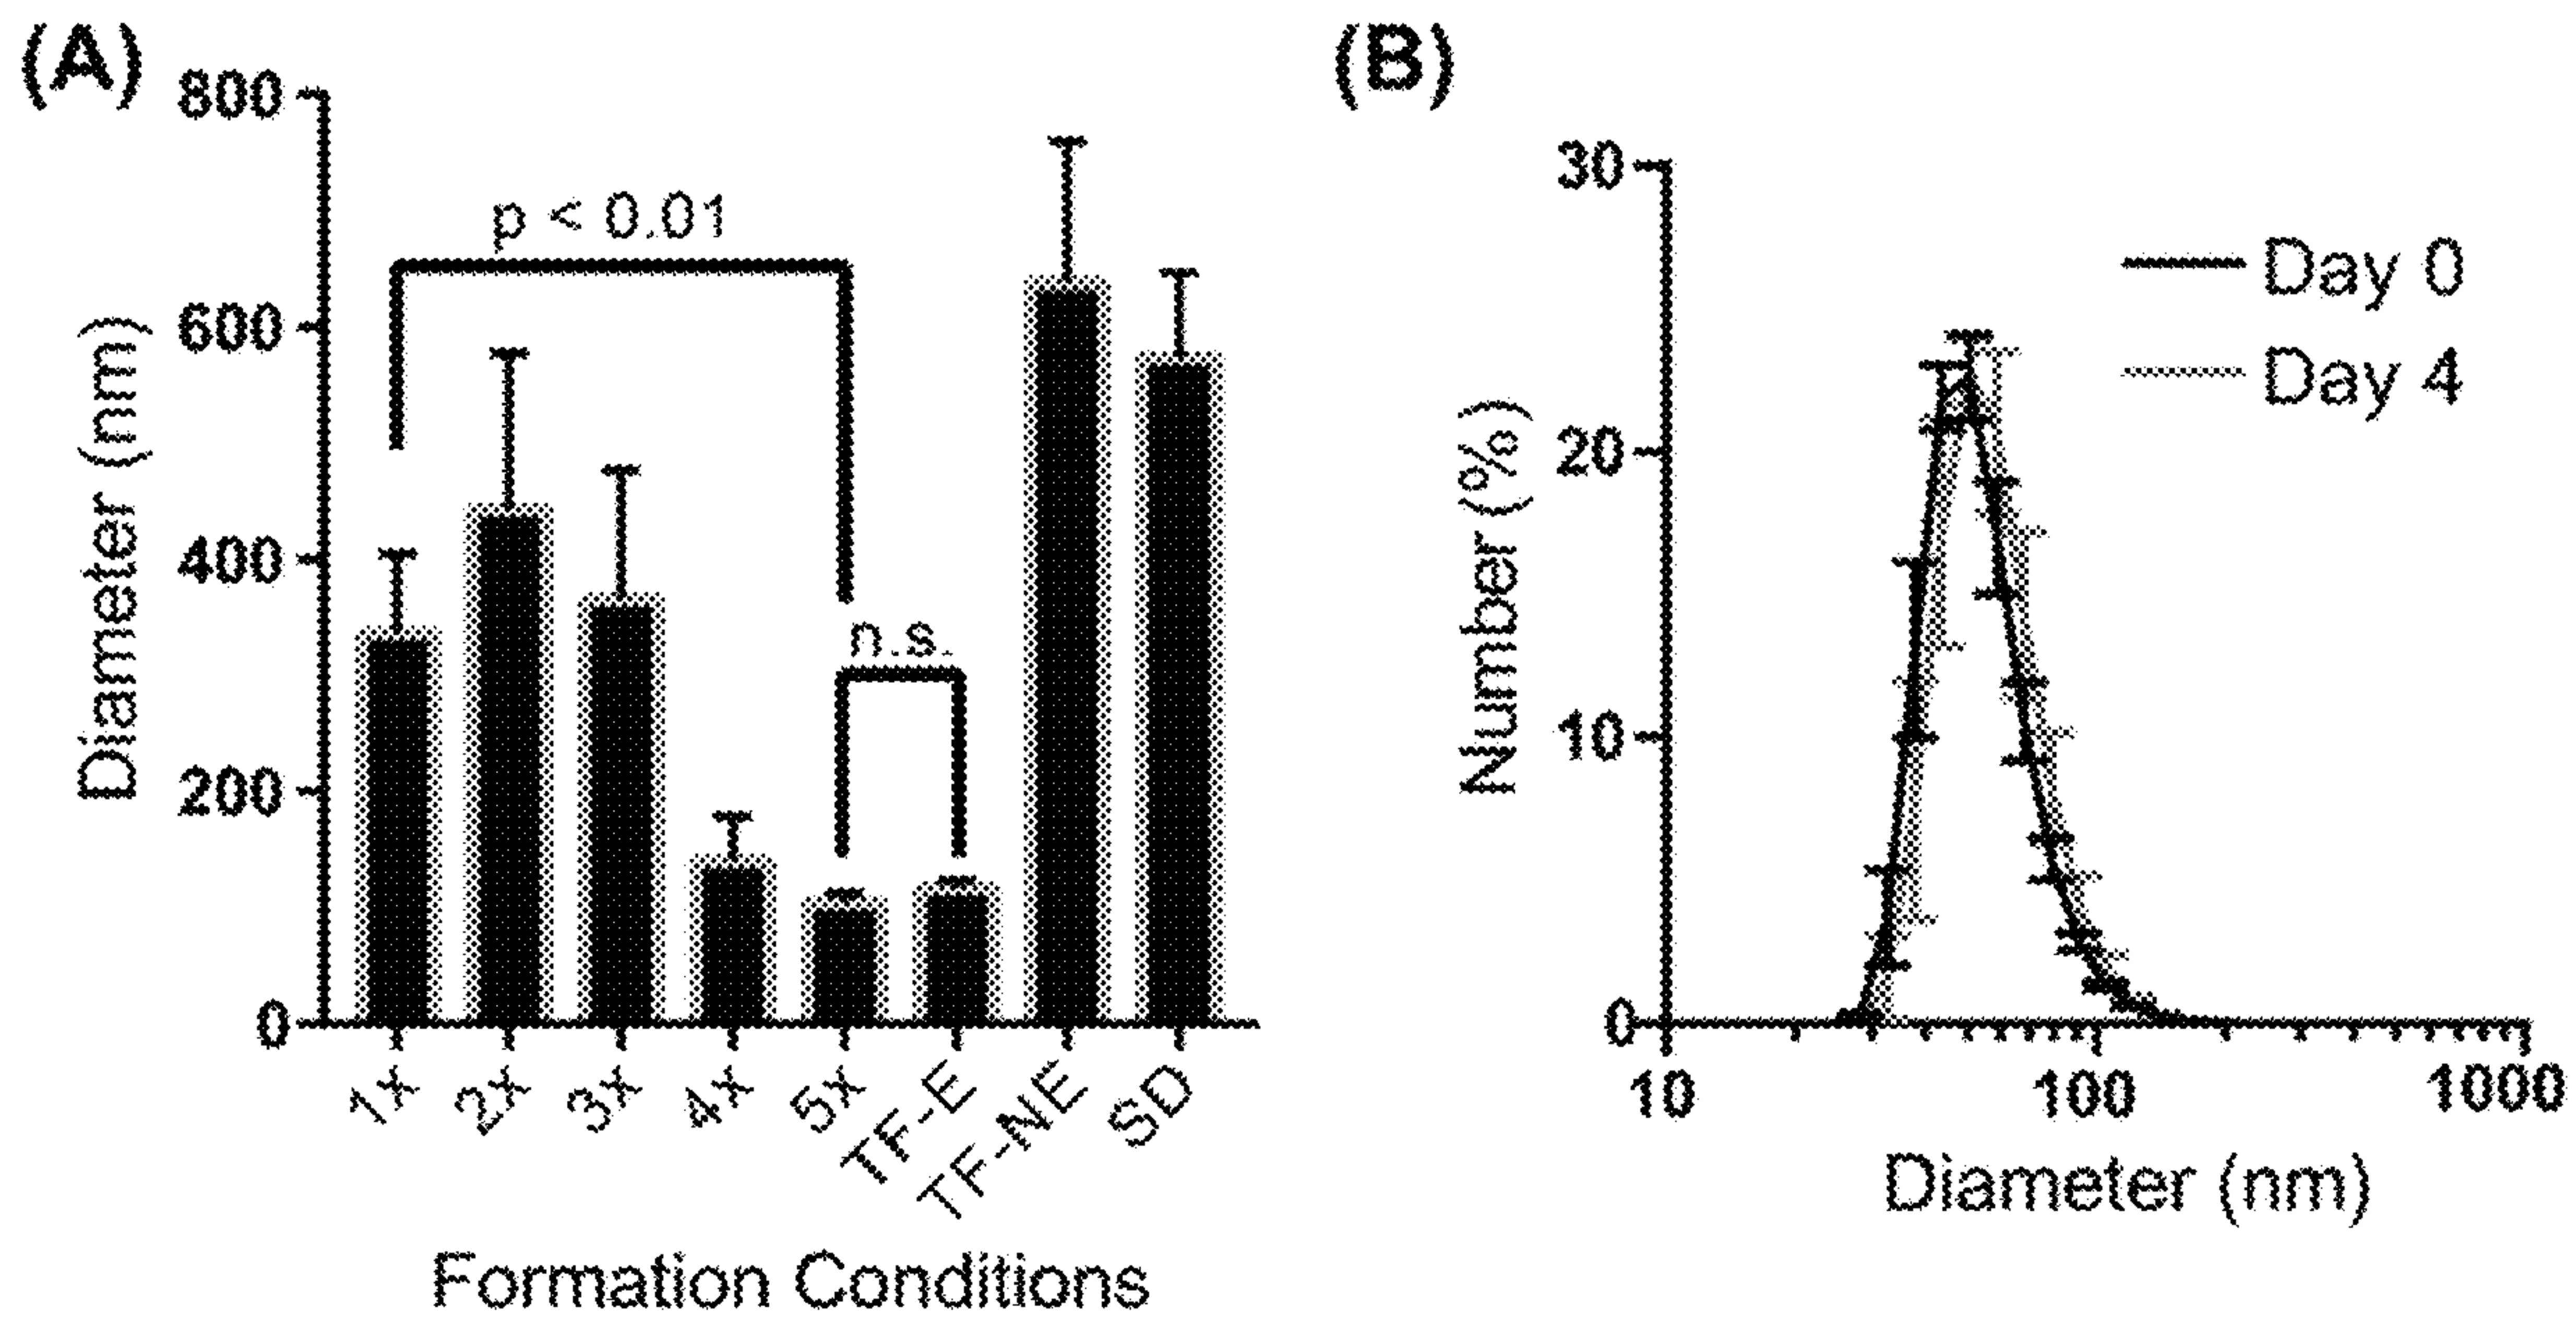 (A)
800
600
400
200
0
Diameter (nm)
p < 0.01
n.s.
1x
2x
3x
4x
5x
TF-E
TF-NE
SD
Formation Conditions
(B)
30
20
10
0
Number (%)
Day 0
Day 4
10
100
1000
Diameter (nm)